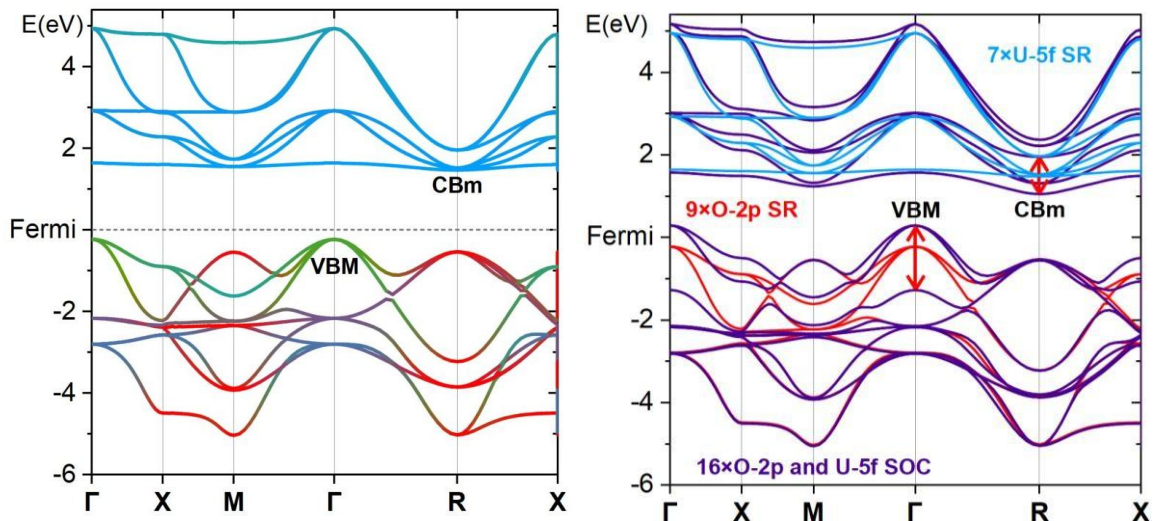 E(eV)
4
2
CBm
Fermi
VBM
-2
-4
-6
Γ X M Γ R X
E(eV)
4
7×U-5f SR
2
9×O-2p SR
VBM
CBm
Fermi
-2
-4
16×O-2p and U-5f SOC
-6
Γ X M Γ R X